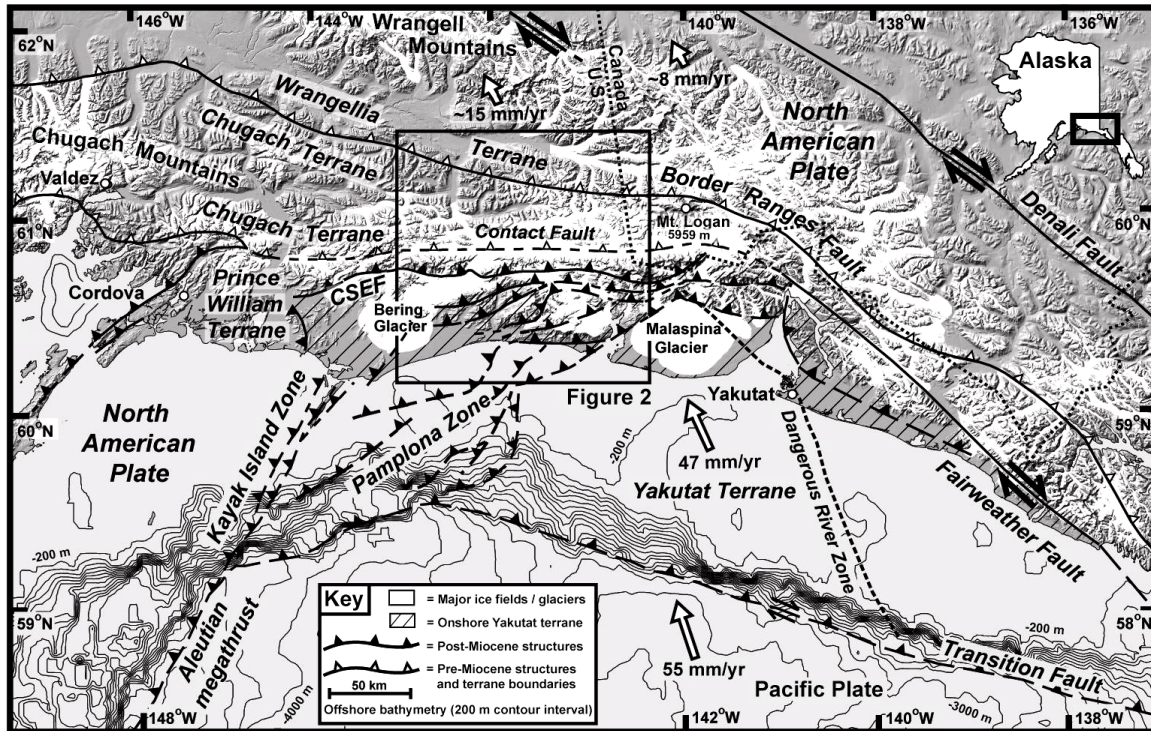 146°W
144°W
140°W
138°W
136°W
62°N
Wrangell
Mountains
Canada
U.S.
~8 mm/yr
~15 mm/yr
Alaska
North
American
Plate
Wrangellia
Terrane
Chugach Terrane
Chugach Mountains
Valdez
61°N
Border
Ranges
Fault
Mt. Logan
5959 m
60°N
Denali Fault
Chugach Terrane
Contact Fault
Prince
William
Terrane
Cordova
CSEF
Bering
Glacier
Malaspina
Glacier
Figure 2
Yakutat
59°N
North
American
Plate
60°N
Kayak Island Zone
Pamplona Zone
-200 m
47 mm/yr
Yakutat Terrane
Dangerous River Zone
Fairweather Fault
-200 m
59°N
58°N
Aleutian
megathrust
Key
= Major ice fields / glaciers
= Onshore Yakutat terrane
= Post-Miocene structures
= Pre-Miocene structures
and terrane boundaries
50 km
Offshore bathymetry (200 m contour interval)
55 mm/yr
Pacific Plate
Transition Fault
-200 m
-3000 m
-4000
148°W
142°W
140°W
138°W